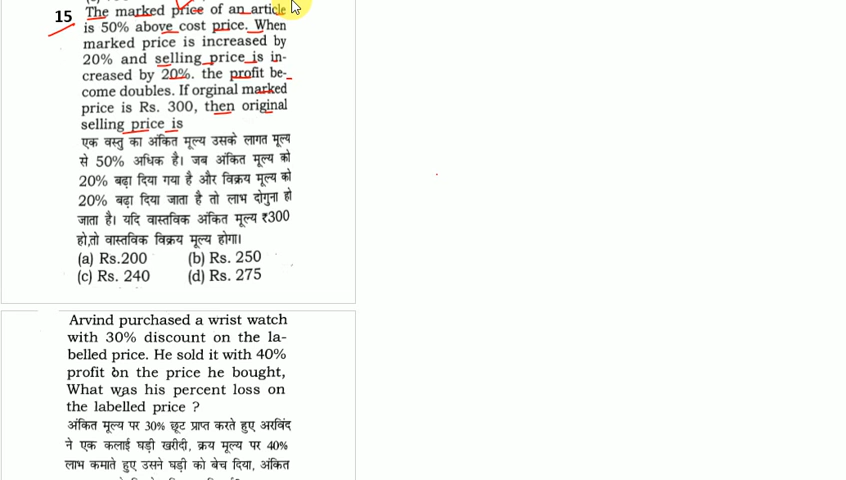 15 The marked price of an article
is 50% above cost price. When
marked price is increased by
20% and selling price is in-
creased by 20%. the profit be-
come doubles. If orginal marked
price is Rs. 300, then original
selling price is
एक वस्तु का अंकित मूल्य उसके लागत मूल्य
से 50% अधिक है। जब अंकित मूल्य को
20% बढ़ा दिया गया है और विक्रय मूल्य को
20% बढ़ा दिया जाता है तो लाभ दोगुना हो
जाता है। यदि वास्तविक अंकित मूल्य ₹300
हो,तो वास्तविक विक्रय मूल्य होगा।
(a) Rs.200 (b) Rs. 250
(c) Rs. 240 (d) Rs. 275
Arvind purchased a wrist watch
with 30% discount on the la-
belled price. He sold it with 40%
profit on the price he bought,
What was his percent loss on
the labelled price ?
अंकित मूल्य पर 30% छूट प्राप्त करते हुए अरविंद
ने एक कलाई घड़ी खरीदी, क्रय मूल्य पर 40%
लाभ कमाते हुए उसने घड़ी को बेच दिया, अंकित